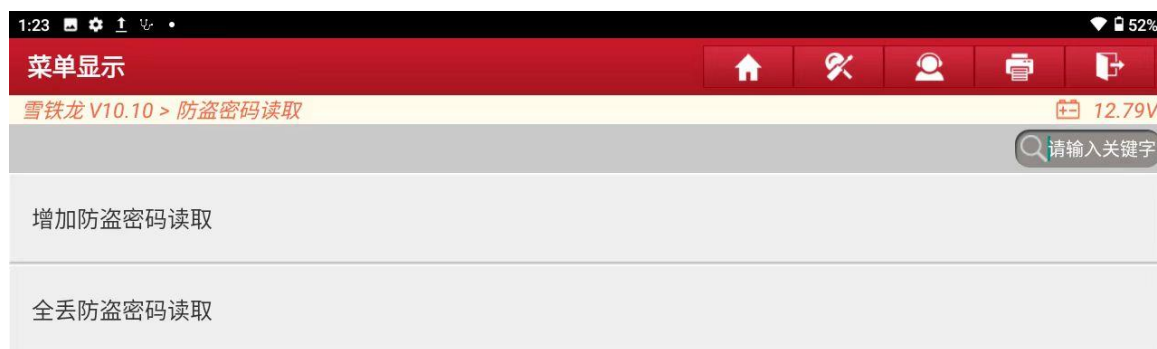 1:23 52%
菜单显示
雪铁龙 V10.10 > 防盗密码读取 12.79V
请输入关键字
增加防盗密码读取
全丢防盗密码读取